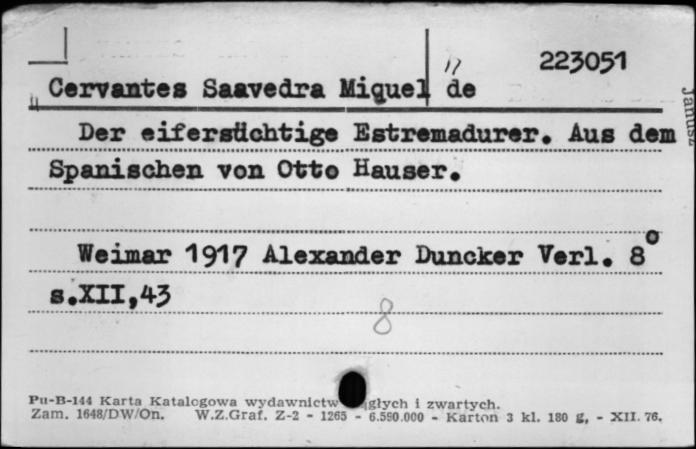 223051
Cervantes Saavedra Miguel de
Der eifersüchtige Estremadurer. Aus dem
Spanischen von Otto Hauser.
Weimar 1917 Alexander Duncker Verl. 8°
s.XII,43
8
Pu-B-144 Karta Katalogowa wydawnictw głych i zwartych.
Zam. 1648/DW/On. W.Z.Graf. Z-2 - 1265 - 6.590.000 - Karton 3 kl. 180 g, - XII. 76.
Janusz